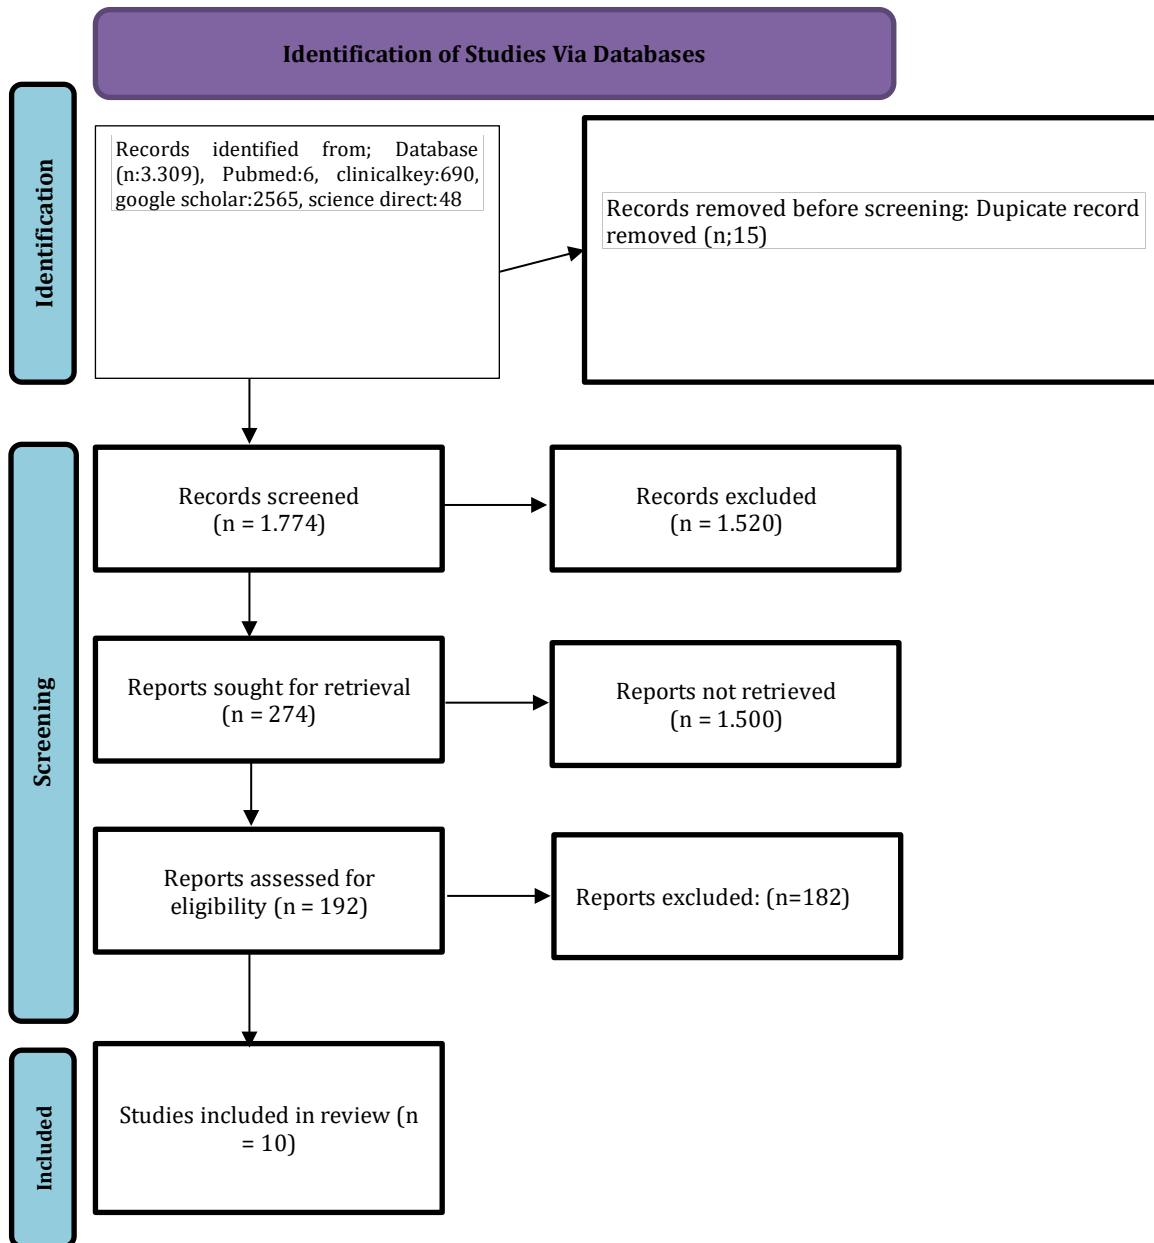 Identification of Studies Via Databases
Identification
Records identified from; Database
(n:3.309), Pubmed:6, clinicalkey:690,
google scholar:2565, science direct:48
Records removed before screening: Dupicate record
removed (n;15)
Screening
Records screened
(n = 1.774)
Records excluded
(n = 1.520)
Reports sought for retrieval
(n = 274)
Reports not retrieved
(n = 1.500)
Reports assessed for
eligibility (n = 192)
Reports excluded: (n=182)
Included
Studies included in review (n
= 10)